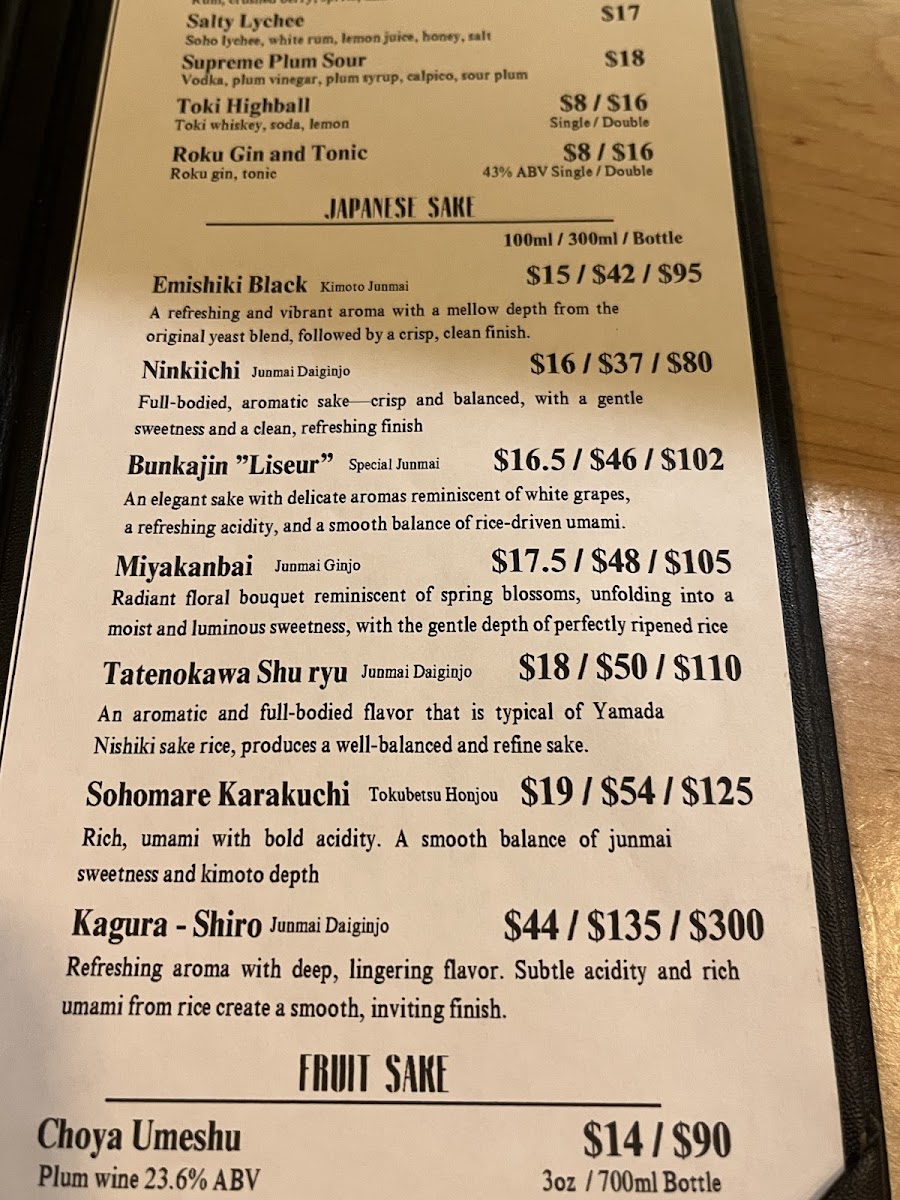 Salty Lychee $17
Soho lychee, white rum, lemon juice, honey, salt
Supreme Plum Sour $18
Vodka, plum vinegar, plum syrup, calpico, sour plum
Toki Highball $8 / $16
Toki whiskey, soda, lemon Single / Double
Roku Gin and Tonic $8 / $16
Roku gin, tonic 43% ABV Single / Double
JAPANESE SAKE
100ml / 300ml / Bottle
Emishiki Black Kimoto Junmai $15 / $42 / $95
A refreshing and vibrant aroma with a mellow depth from the
original yeast blend, followed by a crisp, clean finish.
Ninkiichi Junmai Daiginjo $16 / $37 / $80
Full-bodied, aromatic sake—crisp and balanced, with a gentle
sweetness and a clean, refreshing finish
Bunkajin ”Liseur” Special Junmai $16.5 / $46 / $102
An elegant sake with delicate aromas reminiscent of white grapes,
a refreshing acidity, and a smooth balance of rice-driven umami.
Miyakanbai Junmai Ginjo $17.5 / $48 / $105
Radiant floral bouquet reminiscent of spring blossoms, unfolding into a
moist and luminous sweetness, with the gentle depth of perfectly ripened rice
Tatenokawa Shu ryu Junmai Daiginjo $18 / $50 / $110
An aromatic and full-bodied flavor that is typical of Yamada
Nishiki sake rice, produces a well-balanced and refine sake.
Sohomare Karakuchi Tokubetsu Honjou $19 / $54 / $125
Rich, umami with bold acidity. A smooth balance of junmai
sweetness and kimoto depth
Kagura - Shiro Junmai Daiginjo $44 / $135 / $300
Refreshing aroma with deep, lingering flavor. Subtle acidity and rich
umami from rice create a smooth, inviting finish.
FRUIT SAKE
Choya Umeshu $14 / $90
Plum wine 23.6% ABV 3oz / 700ml Bottle